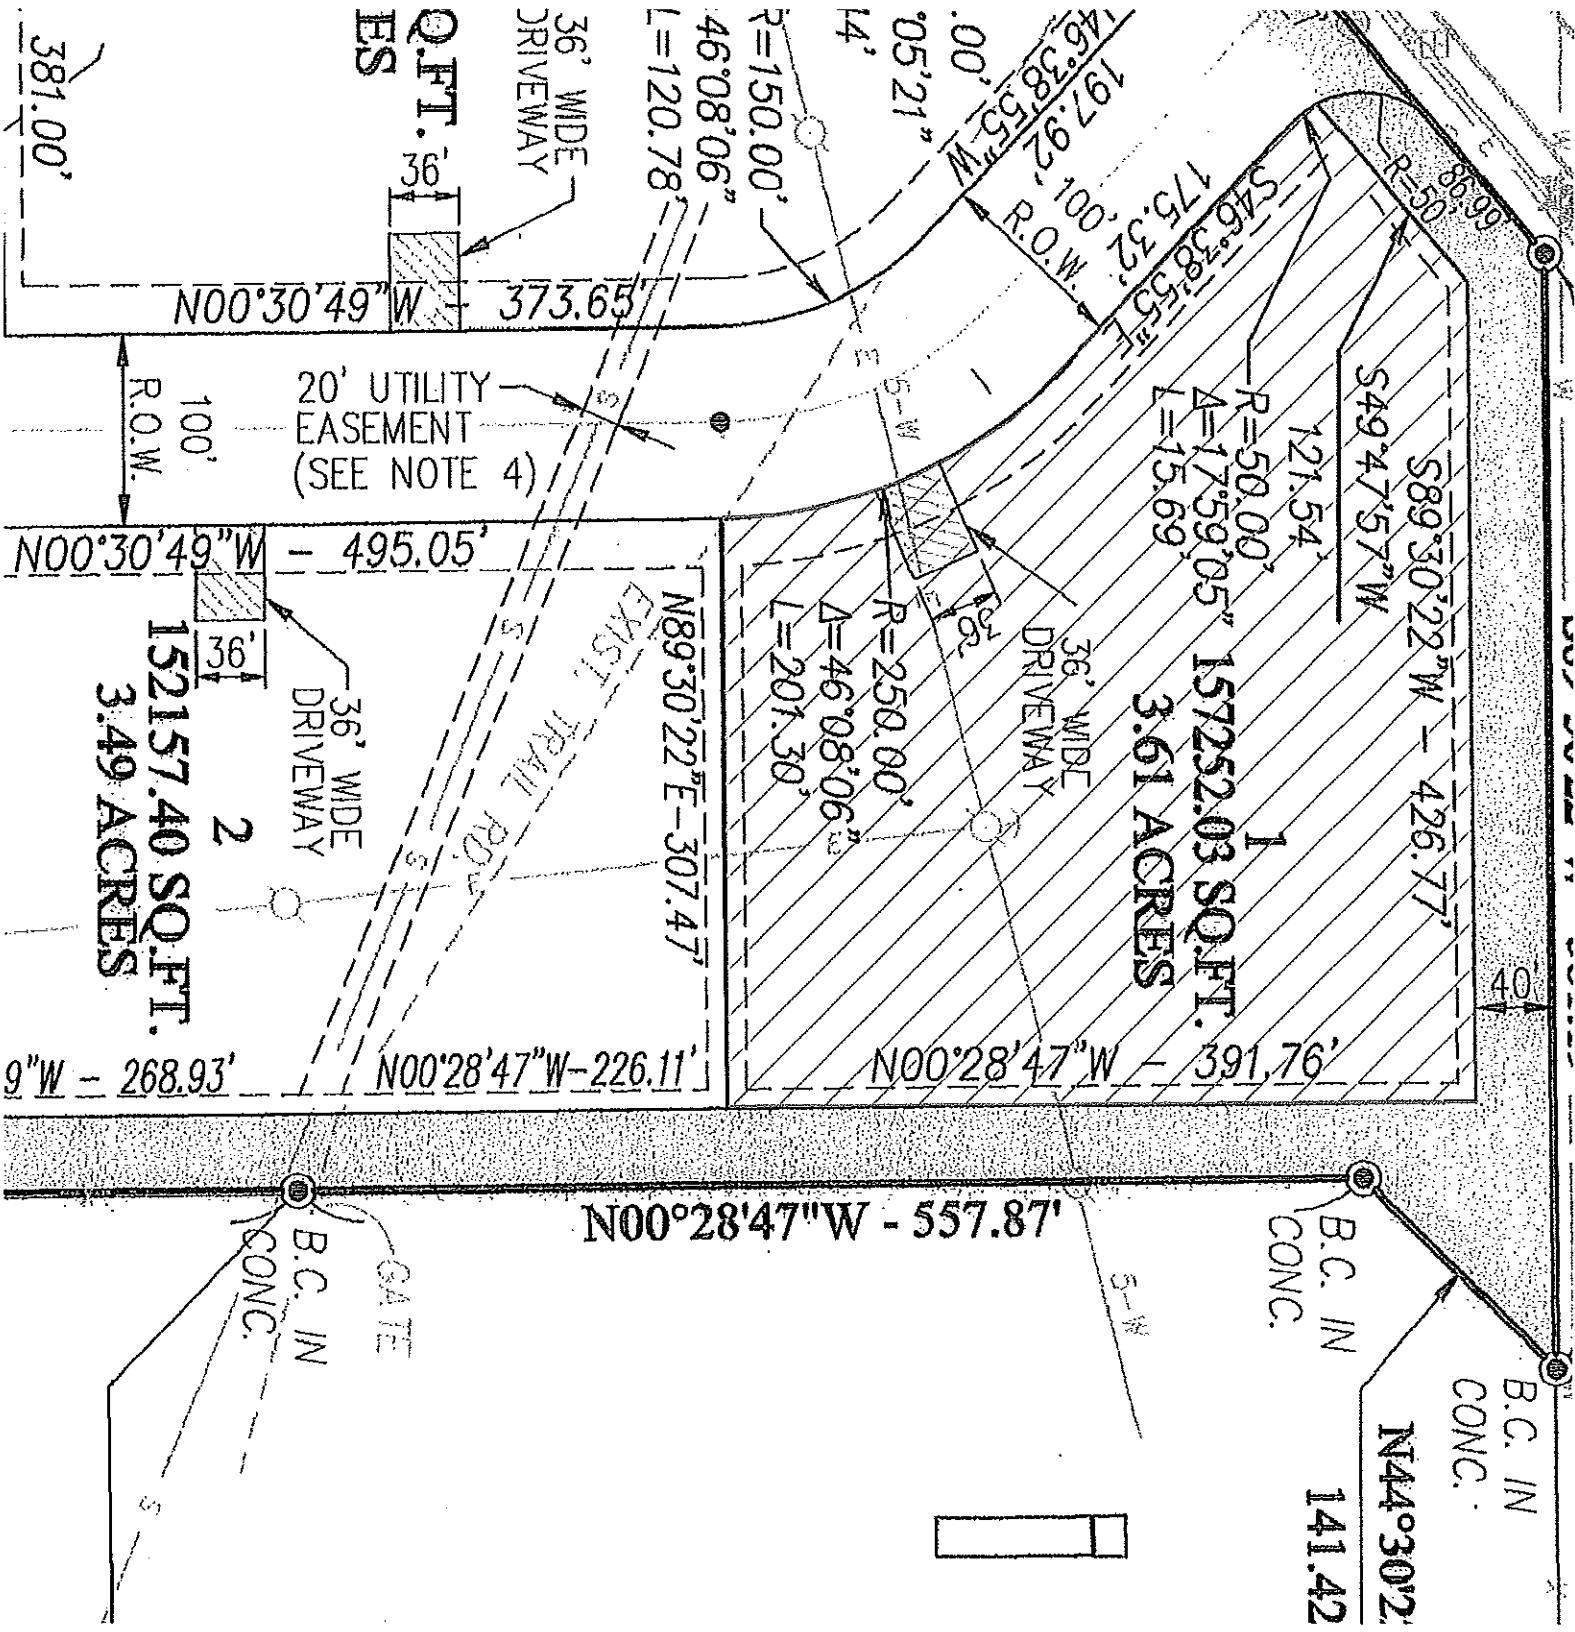 381.00'
Q.FT.
ES
36' WIDE
DRIVEWAY
36'
R=150.00'
46°08'06"
L=120.78'
.00'
°05'21"
14'
46°38'55"W
197.92'
100'
R.O.W.
S46°38'55"E
175.32'
86.99'
R=50'
N00°30'49"W - 373.65'
20' UTILITY
EASEMENT
(SEE NOTE 4)
100'
R.O.W.
N00°30'49"W - 495.05'
36'
36' WIDE
DRIVEWAY
2
152157.40 SQ.FT.
3.49 ACRES
EXIST. TRAIL RD.
N89°30'22"E-307.47'
S89°30'22"W - 426.77'
S49°47'57"W
121.54'
R=50.00'
Δ=17°59'05"
L=15.69'
1
157252.03 SQ.FT.
3.61 ACRES
36' WIDE
DRIVEWAY
36'
R=250.00'
Δ=46°08'06"
L=201.30'
40'
N00°28'47"W - 391.76'
N00°28'47"W-226.11'
9"W - 268.93'
N00°28'47"W - 557.87'
GATE
B.C. IN
CONC.
B.C. IN
CONC.
B.C. IN
CONC.
N44°30'2
141.42
5-W
5-W
E
E
E
S
S
S
S
S
W
W